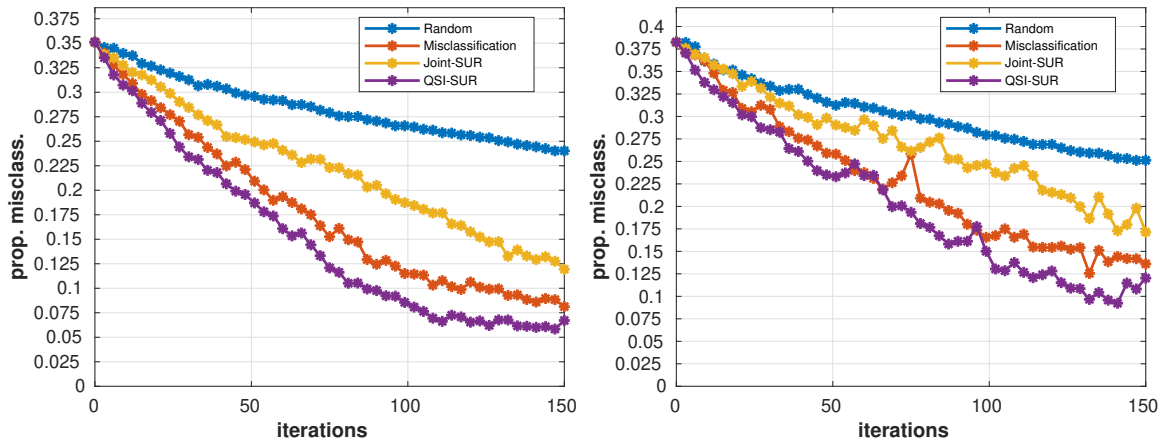 prop. misclass.
0.375
0.35
0.325
0.3
0.275
0.25
0.225
0.2
0.175
0.15
0.125
0.1
0.075
0.05
0.025
0
Random
Misclassification
Joint-SUR
QSI-SUR
0 50 100 150
iterations
prop. misclass.
0.4
0.375
0.35
0.325
0.3
0.275
0.25
0.225
0.2
0.175
0.15
0.125
0.1
0.075
0.05
0.025
0
Random
Misclassification
Joint-SUR
QSI-SUR
0 50 100 150
iterations